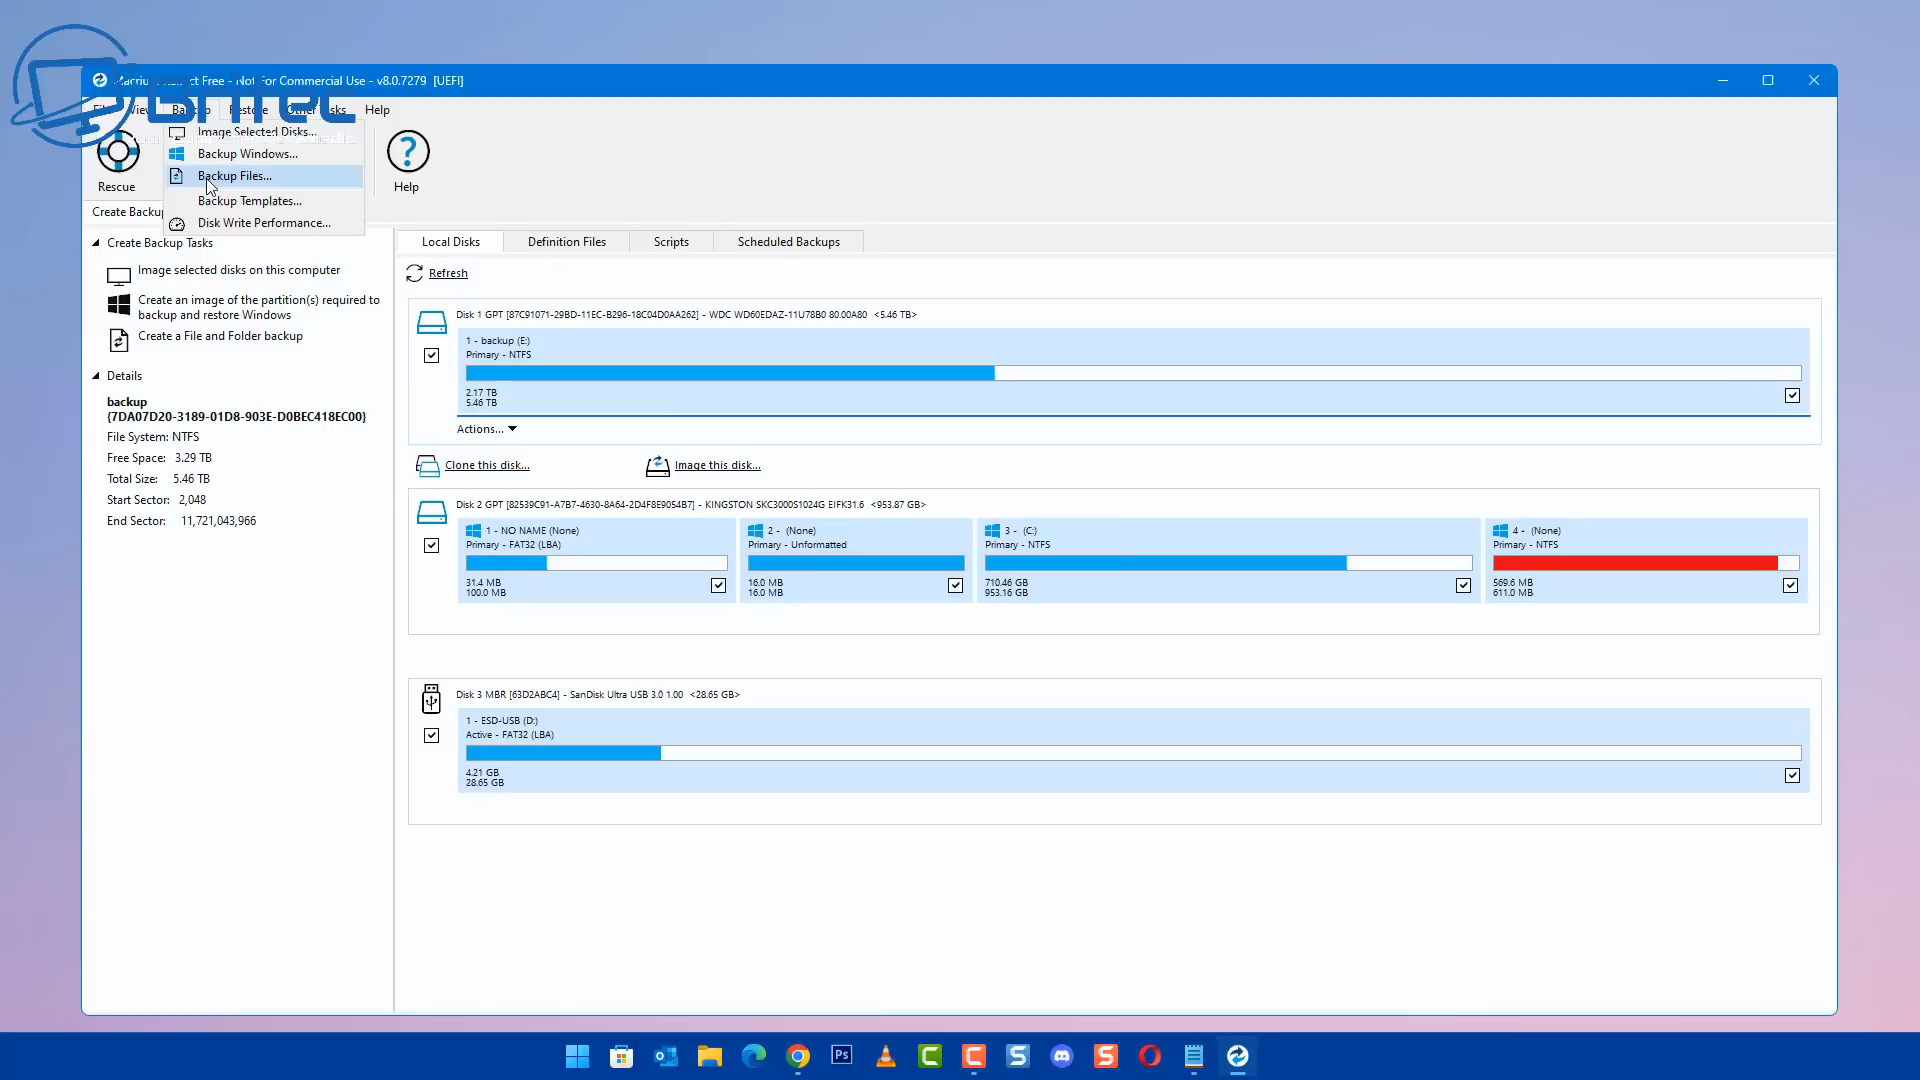 Free - Not For Commercial Use - v8.0.7279 [UEFI]
Help
Image Selected Disks...
Backup Windows...
Backup Files...
Backup Templates...
Disk Write Performance...
Rescue
Help
Create Backup
Create Backup Tasks
Image selected disks on this computer
Create an image of the partition(s) required to
backup and restore Windows
Create a File and Folder backup
Details
backup
{7DA07D20-3189-01D8-903E-D0BEC418EC00}
File System: NTFS
Free Space: 3.29 TB
Total Size: 5.46 TB
Start Sector: 2,048
End Sector: 11,721,043,966
Local Disks
Definition Files
Scripts
Scheduled Backups
Refresh
Disk 1 GPT [87C91071-29BD-11EC-B296-18C04D0AA262] - WDC WD60EDAZ-11U78B0 80.00A80 <5.46 TB>
1 - backup (E:)
Primary - NTFS
2.17 TB
5.46 TB
Actions...
Clone this disk...
Image this disk...
Disk 2 GPT [82539C91-A7B7-4630-8A64-2D4F8E9054B7] - KINGSTON SKC3000S1024G EIFK31.6 <953.87 GB>
1 - NO NAME (None)
Primary - FAT32 (LBA)
31.4 MB
100.0 MB
2 - (None)
Primary - Unformatted
16.0 MB
16.0 MB
3 - (C:)
Primary - NTFS
710.46 GB
953.16 GB
4 - (None)
Primary - NTFS
569.6 MB
611.0 MB
Disk 3 MBR [63D2ABC4] - SanDisk Ultra USB 3.0 1.00 <28.65 GB>
1 - ESD-USB (D:)
Active - FAT32 (LBA)
4.21 GB
28.65 GB
Ps